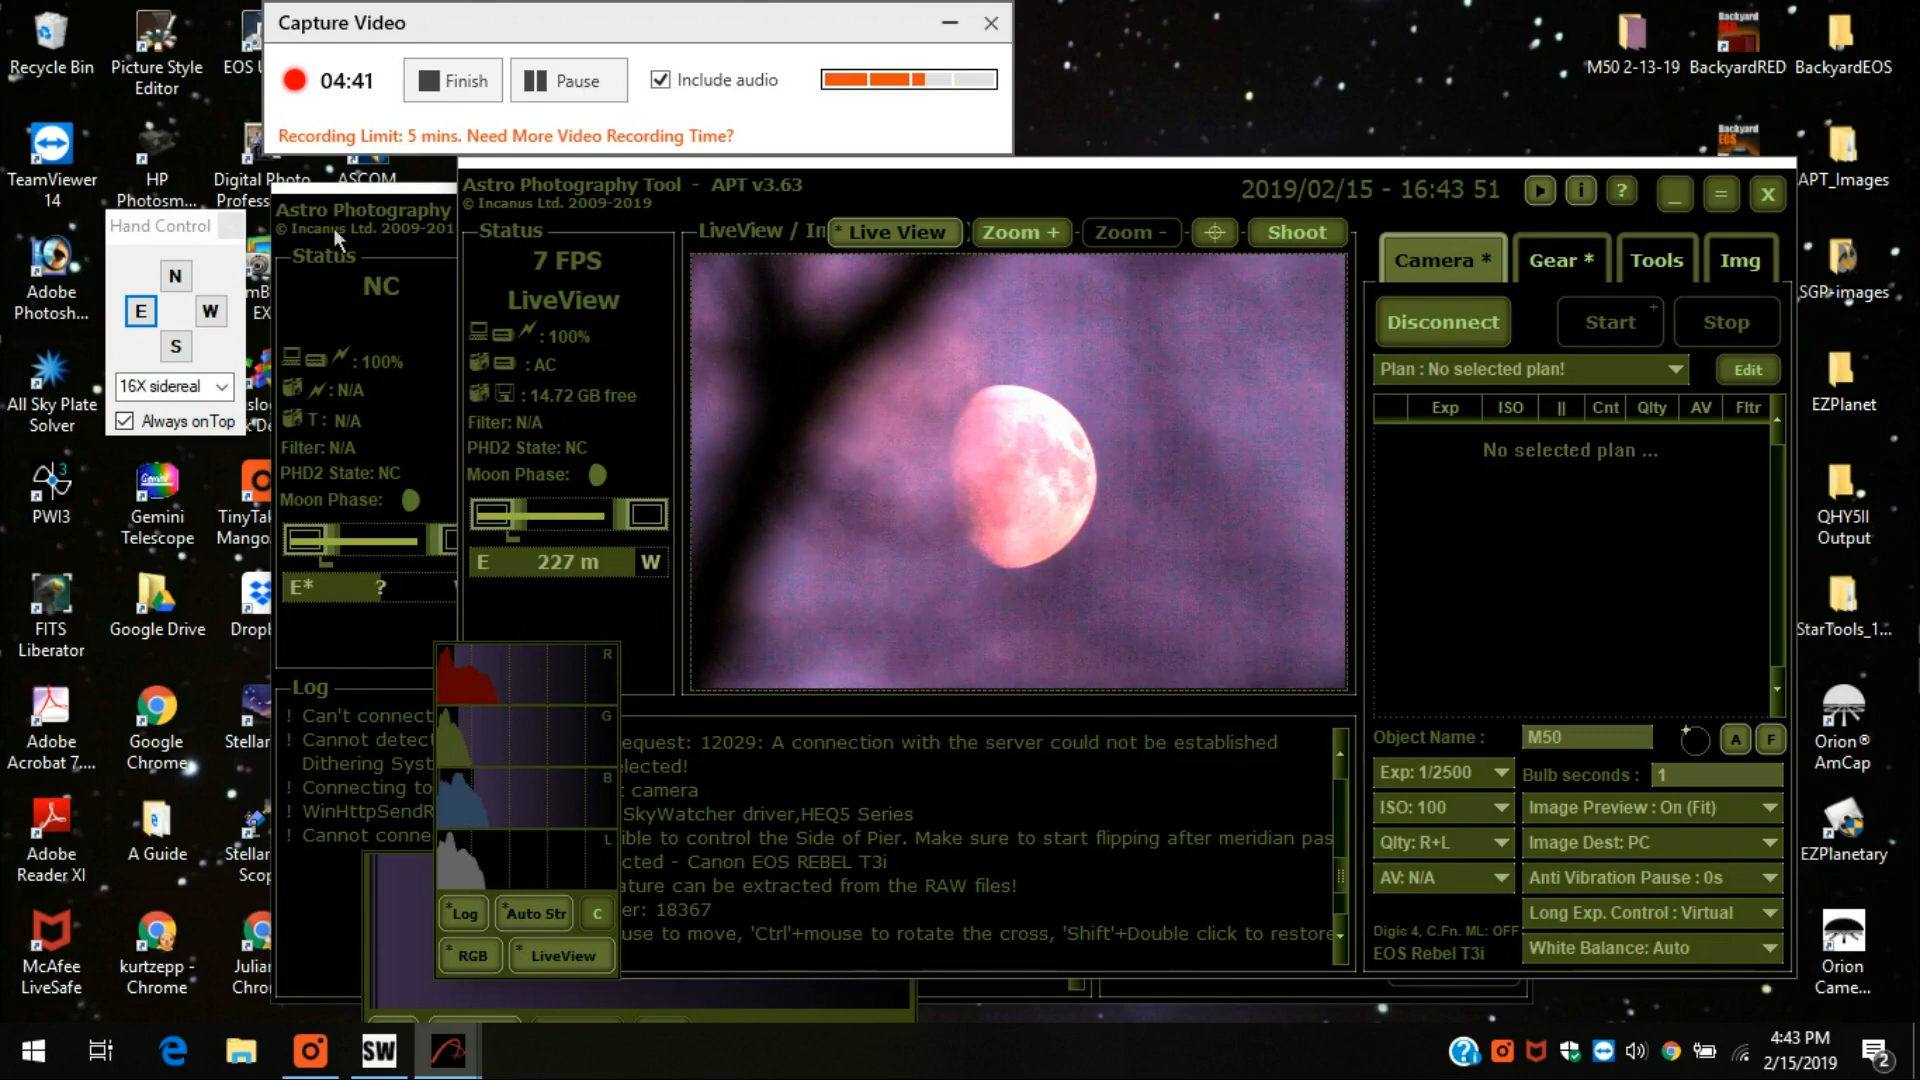 Capture Video
04:41
Finish
Pause
Include audio
Recording Limit: 5 mins. Need More Video Recording Time?
Recycle Bin
Picture Style Editor
TeamViewer 14
HP Photosm...
Digital Photo
ASCOM
Adobe Photosh...
All Sky Plate Solver
PWI3
Gemini Telescope
TinyTa
Mango
FITS Liberator
Google Drive
Adobe Acrobat 7....
Google Chrome
Stellar
Adobe Reader XI
A Guide
McAfee LiveSafe
kurtzepp - Chrome
Hand Control
N
E
W
S
16X sidereal
Always onTop
Astro Photography
© Incanus Ltd. 2009-201
Status
NC
: 100%
: N/A
T : N/A
Filter: N/A
PHD2 State: NC
Moon Phase:
E*
?
Log
! Can't connect
! Cannot detect
Dithering Syst
! Connecting to
! WinHttpSendR
! Cannot conne
Astro Photography Tool - APT v3.63
© Incanus Ltd. 2009-2019
2019/02/15 - 16:43 51
i
?
_
=
X
Status
7 FPS
LiveView
: 100%
: AC
: 14.72 GB free
Filter: N/A
PHD2 State: NC
Moon Phase:
E
227 m
W
LiveView / In
* Live View
Zoom +
Zoom -
Shoot
Camera *
Gear *
Tools
Img
Disconnect
Start
+
Stop
Plan : No selected plan!
Edit
Exp
ISO
||
Cnt
Qlty
AV
Fltr
No selected plan ...
Object Name :
M50
A
F
Exp: 1/2500
Bulb seconds :
1
ISO: 100
Image Preview : On (Fit)
Qlty: R+L
Image Dest: PC
AV: N/A
Anti Vibration Pause : 0s
Long Exp. Control : Virtual
Digic 4, C.Fn. ML: OFF
EOS Rebel T3i
White Balance: Auto
R
G
B
L
*Log
*Auto Str
C
*RGB
*LiveView
equest: 12029: A connection with the server could not be established
elected!
t camera
SkyWatcher driver,HEQ5 Series
ible to control the Side of Pier. Make sure to start flipping after meridian pas
cted - Canon EOS REBEL T3i
ature can be extracted from the RAW files!
er: 18367
use to move, 'Ctrl'+mouse to rotate the cross, 'Shift'+Double click to restore
M50 2-13-19
BackyardRED
BackyardEOS
APT_Images
SGP-images
EZPlanet
QHY5II Output
StarTools_1...
Orion® AmCap
EZPlanetary
Orion Came...
SW
4:43 PM
2/15/2019
2